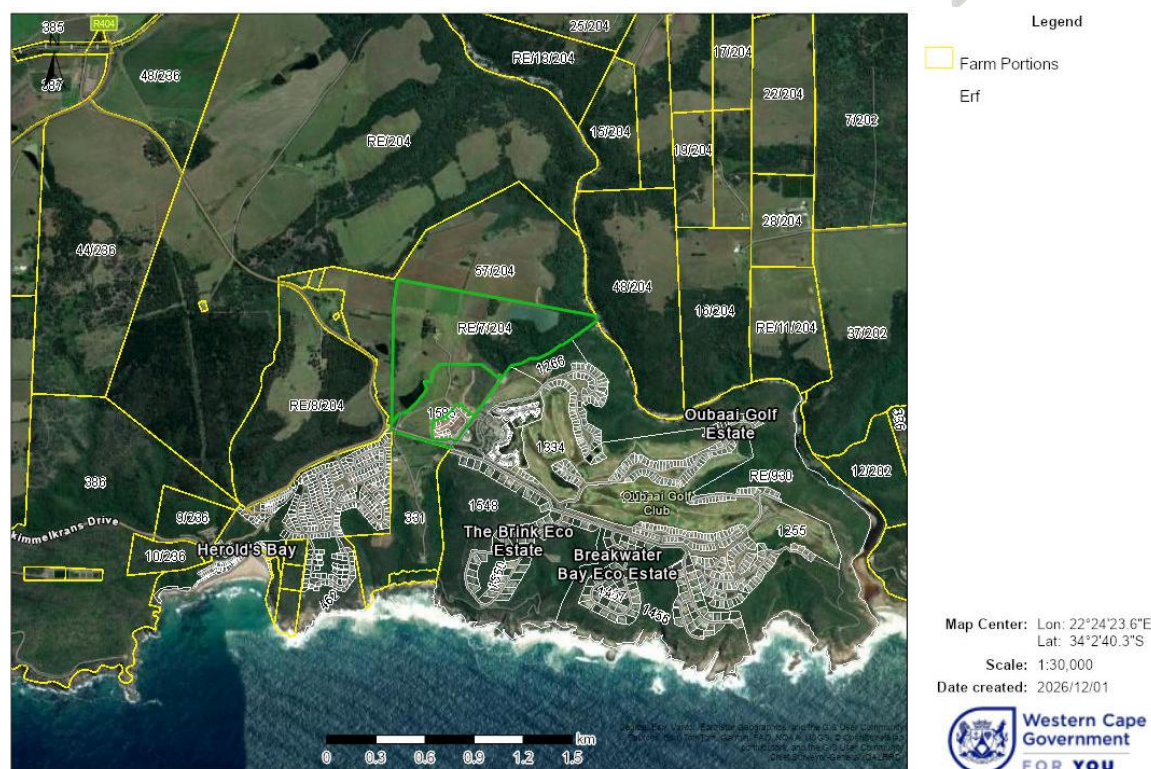 385
R404
387
48/236
25/204
RE/13/204
17/204
22/204
7/202
15/204
19/204
RE/204
28/204
44/236
57/204
48/204
16/204
RE/11/204
37/202
RE/7/204
1265
RE/8/204
Oubaai Golf
Estate
1334
RE/930
12/202
386
Oubaai Golf
Club
9/236
331
1548
1255
10/236
Herold's Bay
The Brink Eco
Estate
Breakwater
Bay Eco Estate
1456
km
0 0.3 0.6 0.9 1.2 1.5
Legend
Farm Portions
Erf
Map Center: Lon: 22°24'23.6"E
Lat: 34°2'40.3"S
Scale: 1:30,000
Date created: 2026/12/01
Western Cape
Government
FOR YOU